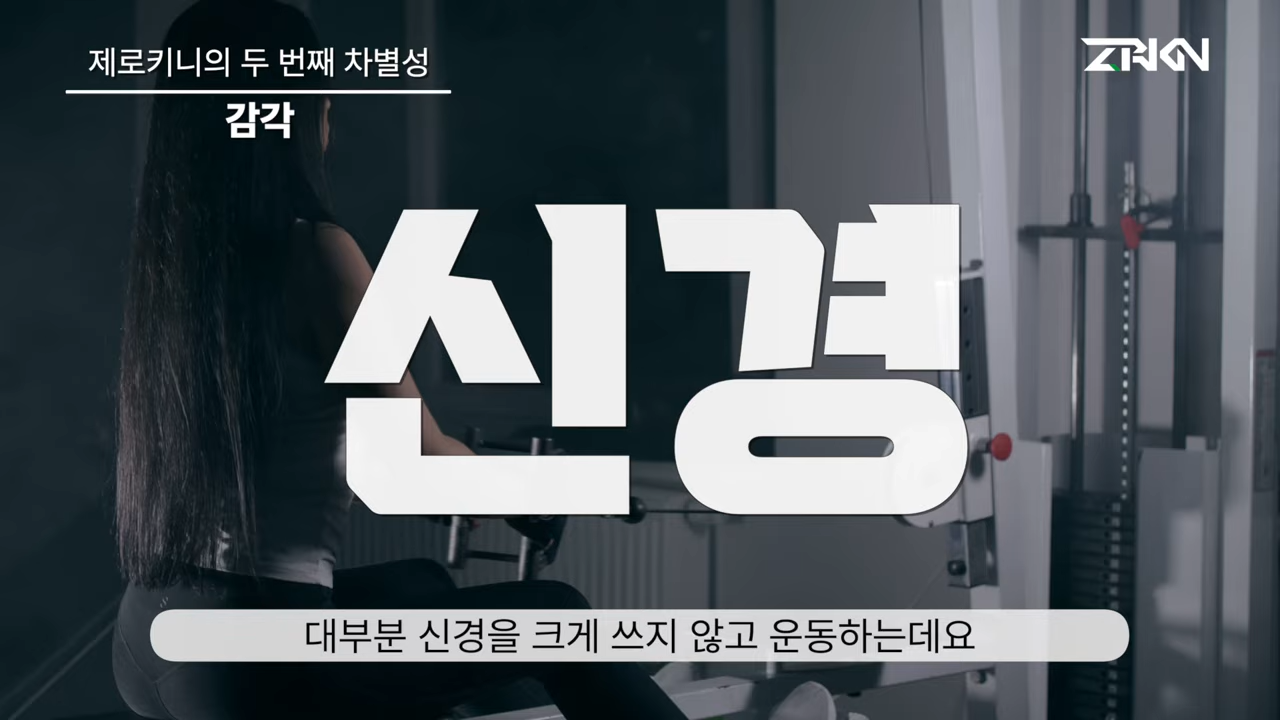 제로키니의 두 번째 차별성
ZRKN
감각
신경
대부분 신경을 크게 쓰지 않고 운동하는데요